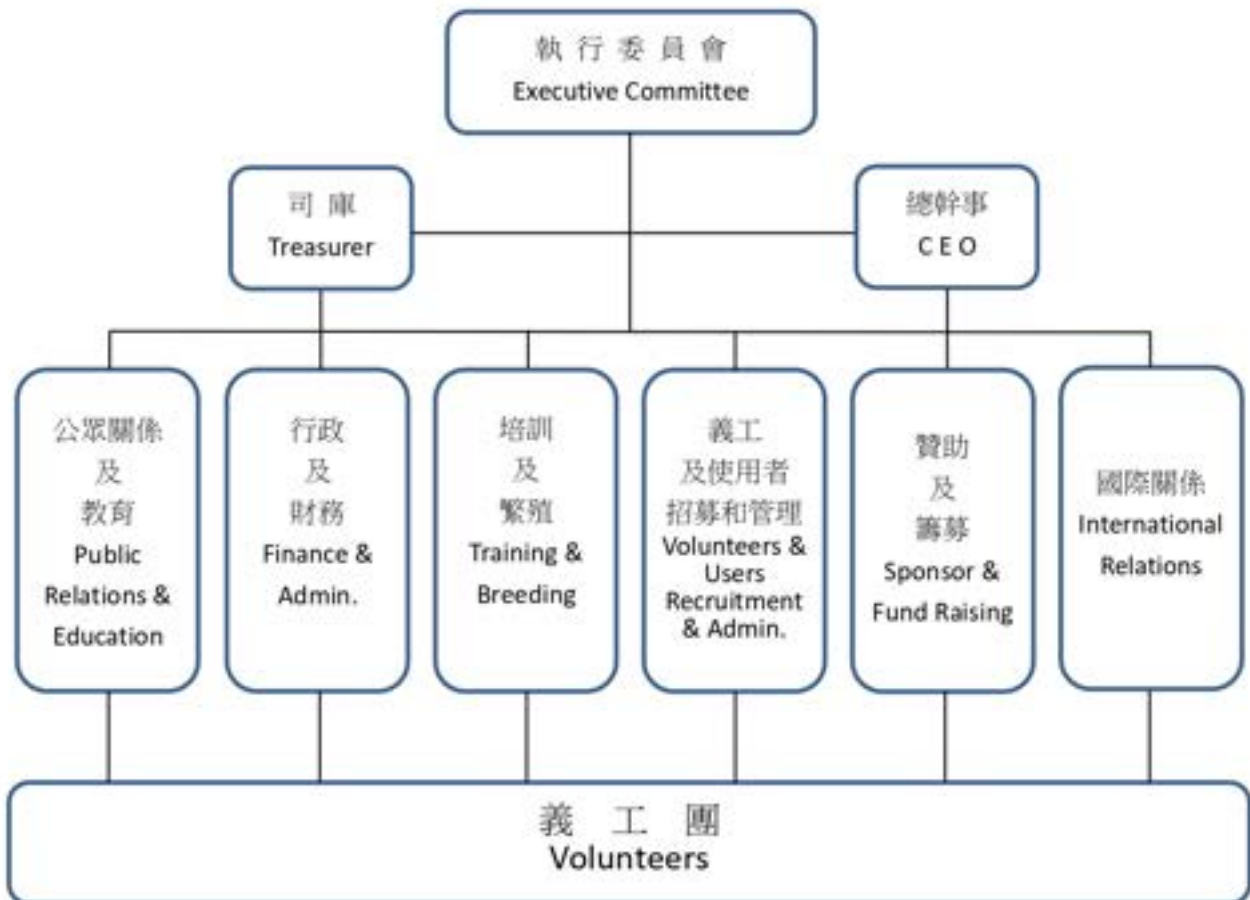 執 行 委 員 會
Executive Committee
司 庫
Treasurer
總幹事
C E O
公眾關係
及
教育
Public
Relations &
Education
行政
及
財務
Finance &
Admin.
培訓
及
繁殖
Training &
Breeding
義工
及使用者
招募和管理
Volunteers &
Users
Recruitment
& Admin.
贊助
及
籌募
Sponsor &
Fund Raising
國際關係
International
Relations
義 工 團
Volunteers